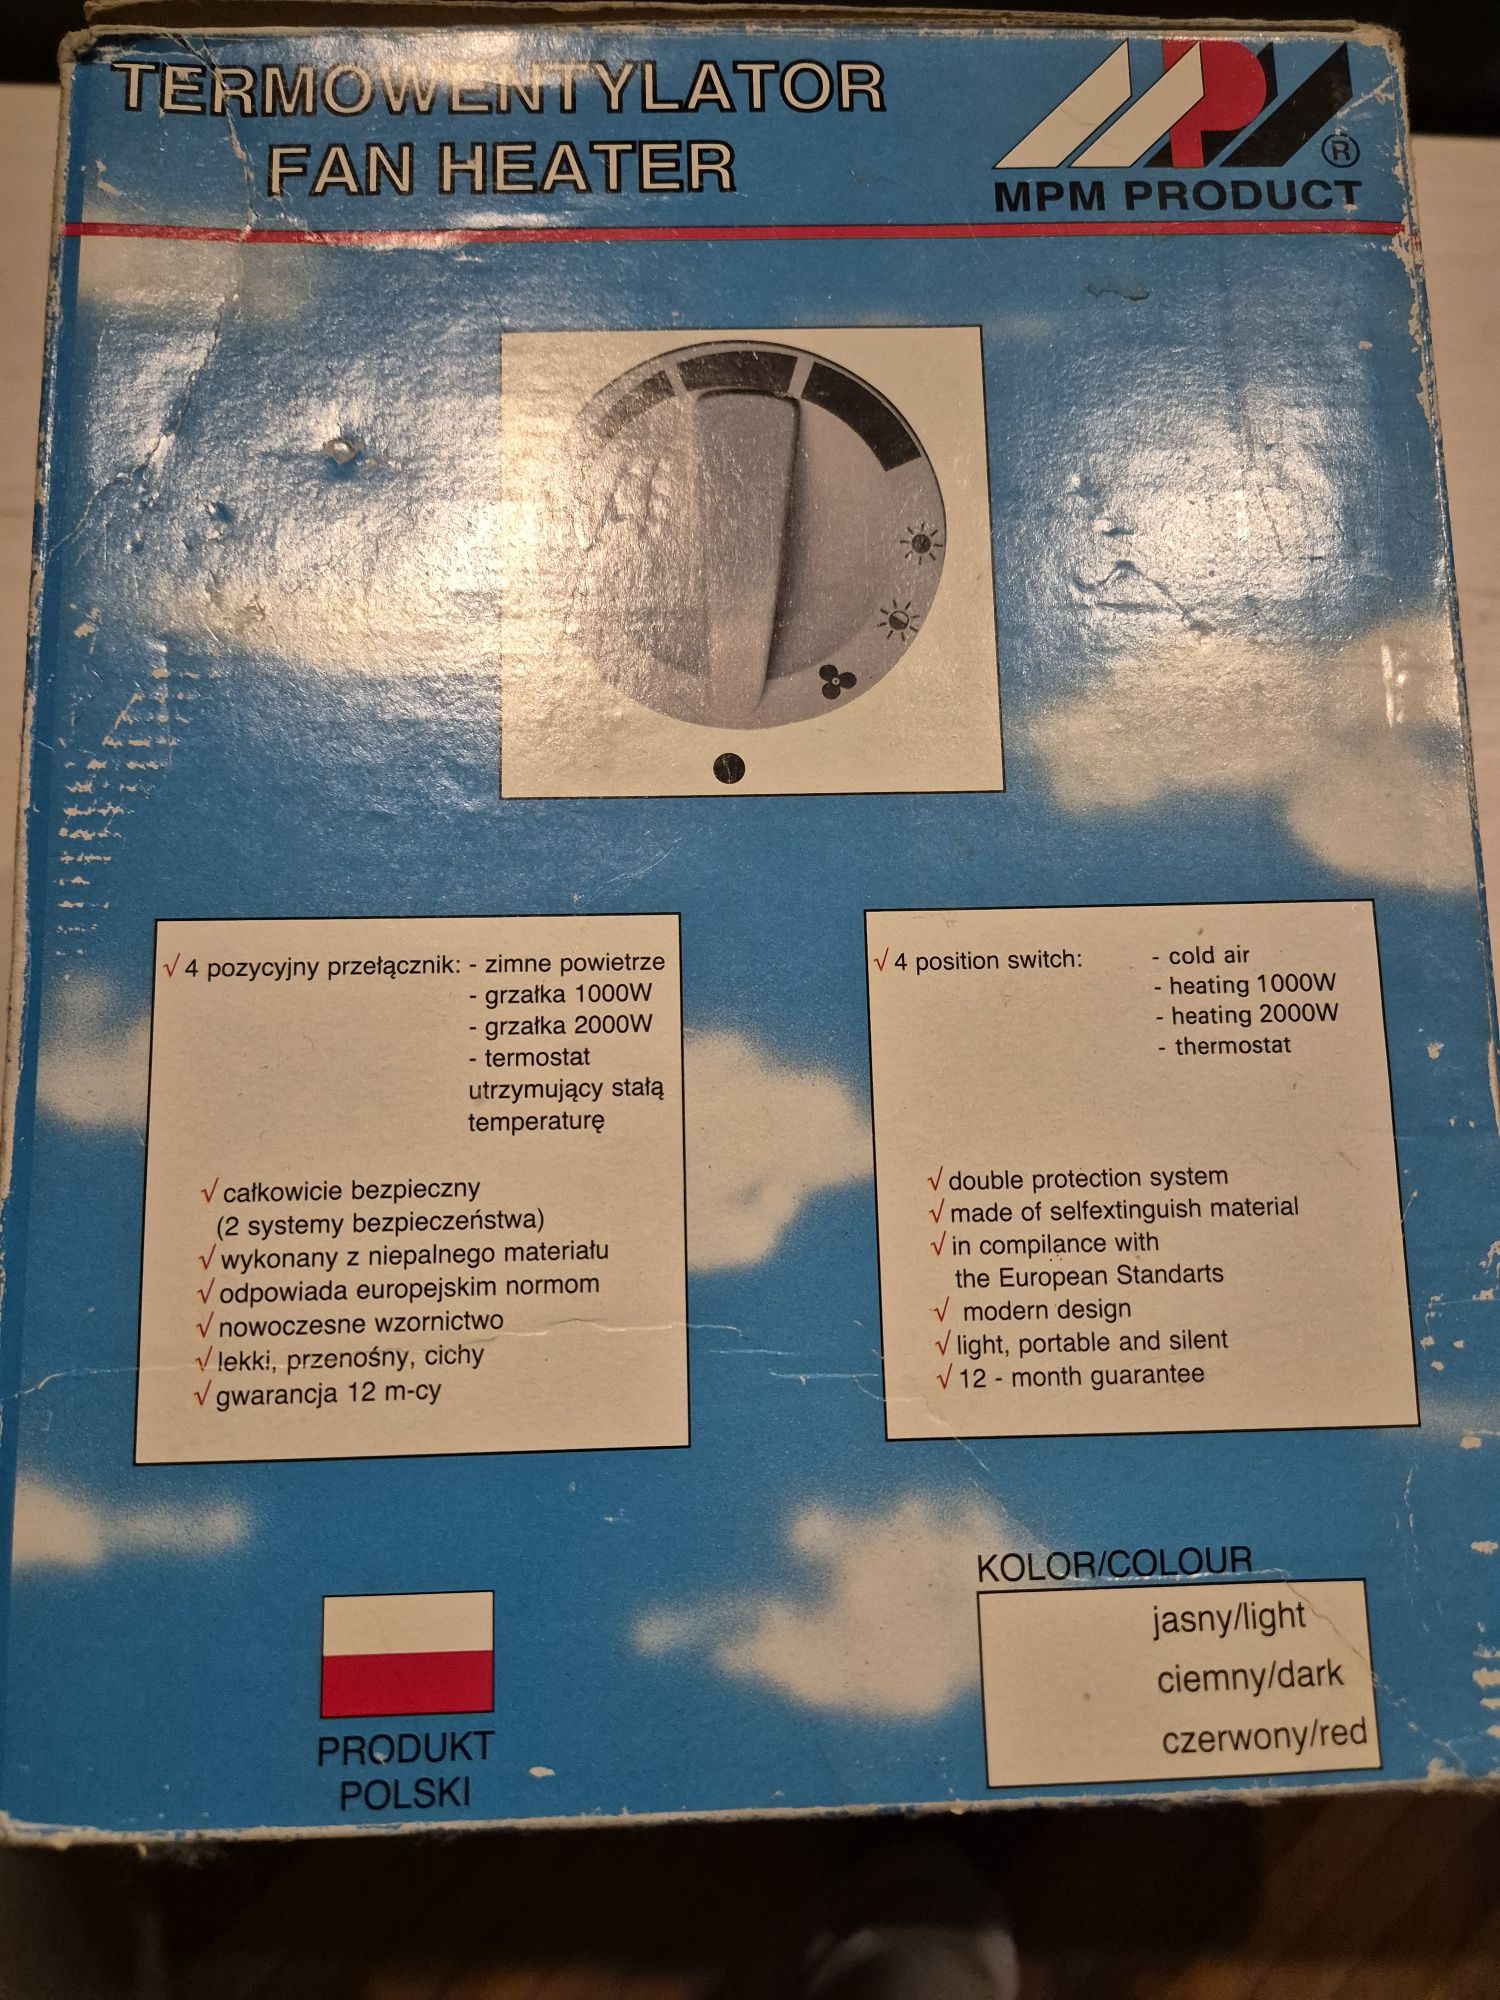 TERMOWENTYLATOR
FAN HEATER
MPM PRODUCT
®
√ 4 pozycyjny przełącznik: - zimne powietrze
- grzałka 1000W
- grzałka 2000W
- termostat
utrzymujący stałą
temperaturę
√ całkowicie bezpieczny
(2 systemy bezpieczeństwa)
√ wykonany z niepalnego materiału
√ odpowiada europejskim normom
√ nowoczesne wzornictwo
√ lekki, przenośny, cichy
√ gwarancja 12 m-cy
√ 4 position switch: - cold air
- heating 1000W
- heating 2000W
- thermostat
√ double protection system
√ made of selfextinguish material
√ in compilance with
the European Standarts
√ modern design
√ light, portable and silent
√ 12 - month guarantee
PRODUKT
POLSKI
KOLOR/COLOUR
jasny/light
ciemny/dark
czerwony/red